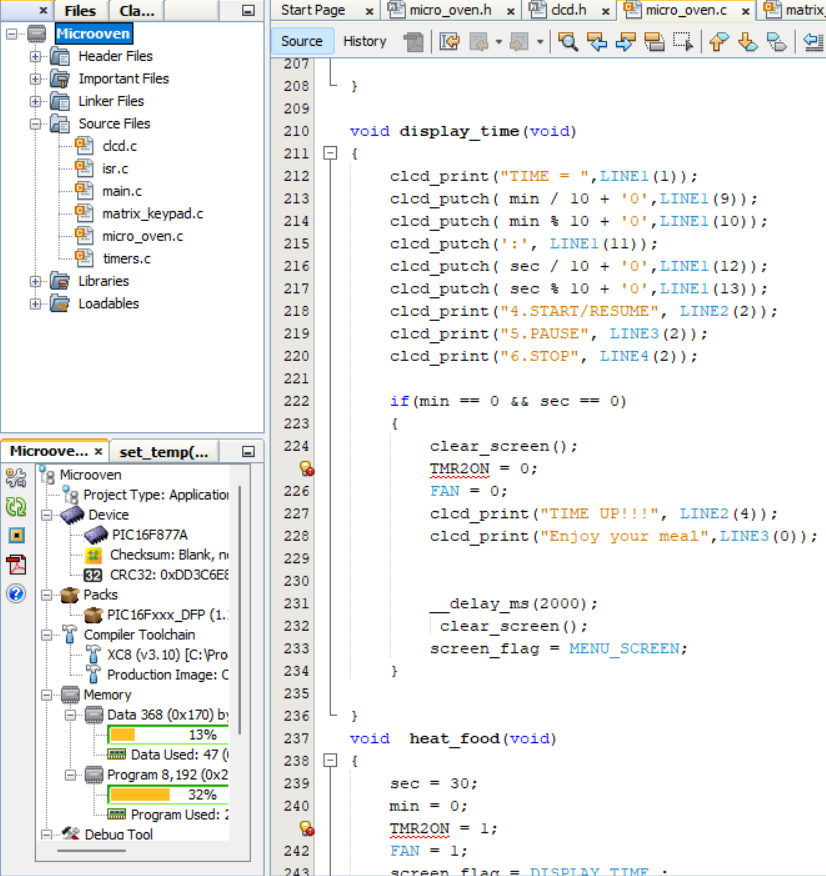 Files
Cla...
Microoven
Header Files
Important Files
Linker Files
Source Files
clcd.c
isr.c
main.c
matrix_keypad.c
micro_oven.c
timers.c
Libraries
Loadables
Microove...
set_temp(...
Microoven
Project Type: Application
Device
PIC16F877A
Checksum: Blank, n
CRC32: 0xDD3C6E8
Packs
PIC16Fxxx_DFP (1.
Compiler Toolchain
XC8 (v3.10) [C:\Pro
Production Image: C
Memory
Data 368 (0x170) by
13%
Data Used: 47 (
Program 8,192 (0x2
32%
Program Used: 2
Debug Tool
Start Page
micro_oven.h
clcd.h
micro_oven.c
matrix_
Source
History
207
208 }
209
210 void display_time(void)
211 {
212 clcd_print("TIME = ",LINE1(1));
213 clcd_putch( min / 10 + '0',LINE1(9));
214 clcd_putch( min % 10 + '0',LINE1(10));
215 clcd_putch(':', LINE1(11));
216 clcd_putch( sec / 10 + '0',LINE1(12));
217 clcd_putch( sec % 10 + '0',LINE1(13));
218 clcd_print("4.START/RESUME", LINE2(2));
219 clcd_print("5.PAUSE", LINE3(2));
220 clcd_print("6.STOP", LINE4(2));
221
222 if(min == 0 && sec == 0)
223 {
224 clear_screen();
TMR2ON = 0;
226 FAN = 0;
227 clcd_print("TIME UP!!!", LINE2(4));
228 clcd_print("Enjoy your meal",LINE3(0));
229
230
231 __delay_ms(2000);
232 clear_screen();
233 screen_flag = MENU_SCREEN;
234 }
235
236 }
237 void heat_food(void)
238 {
239 sec = 30;
240 min = 0;
TMR2ON = 1;
242 FAN = 1;
243 screen_flag = DISPLAY_TIME ;